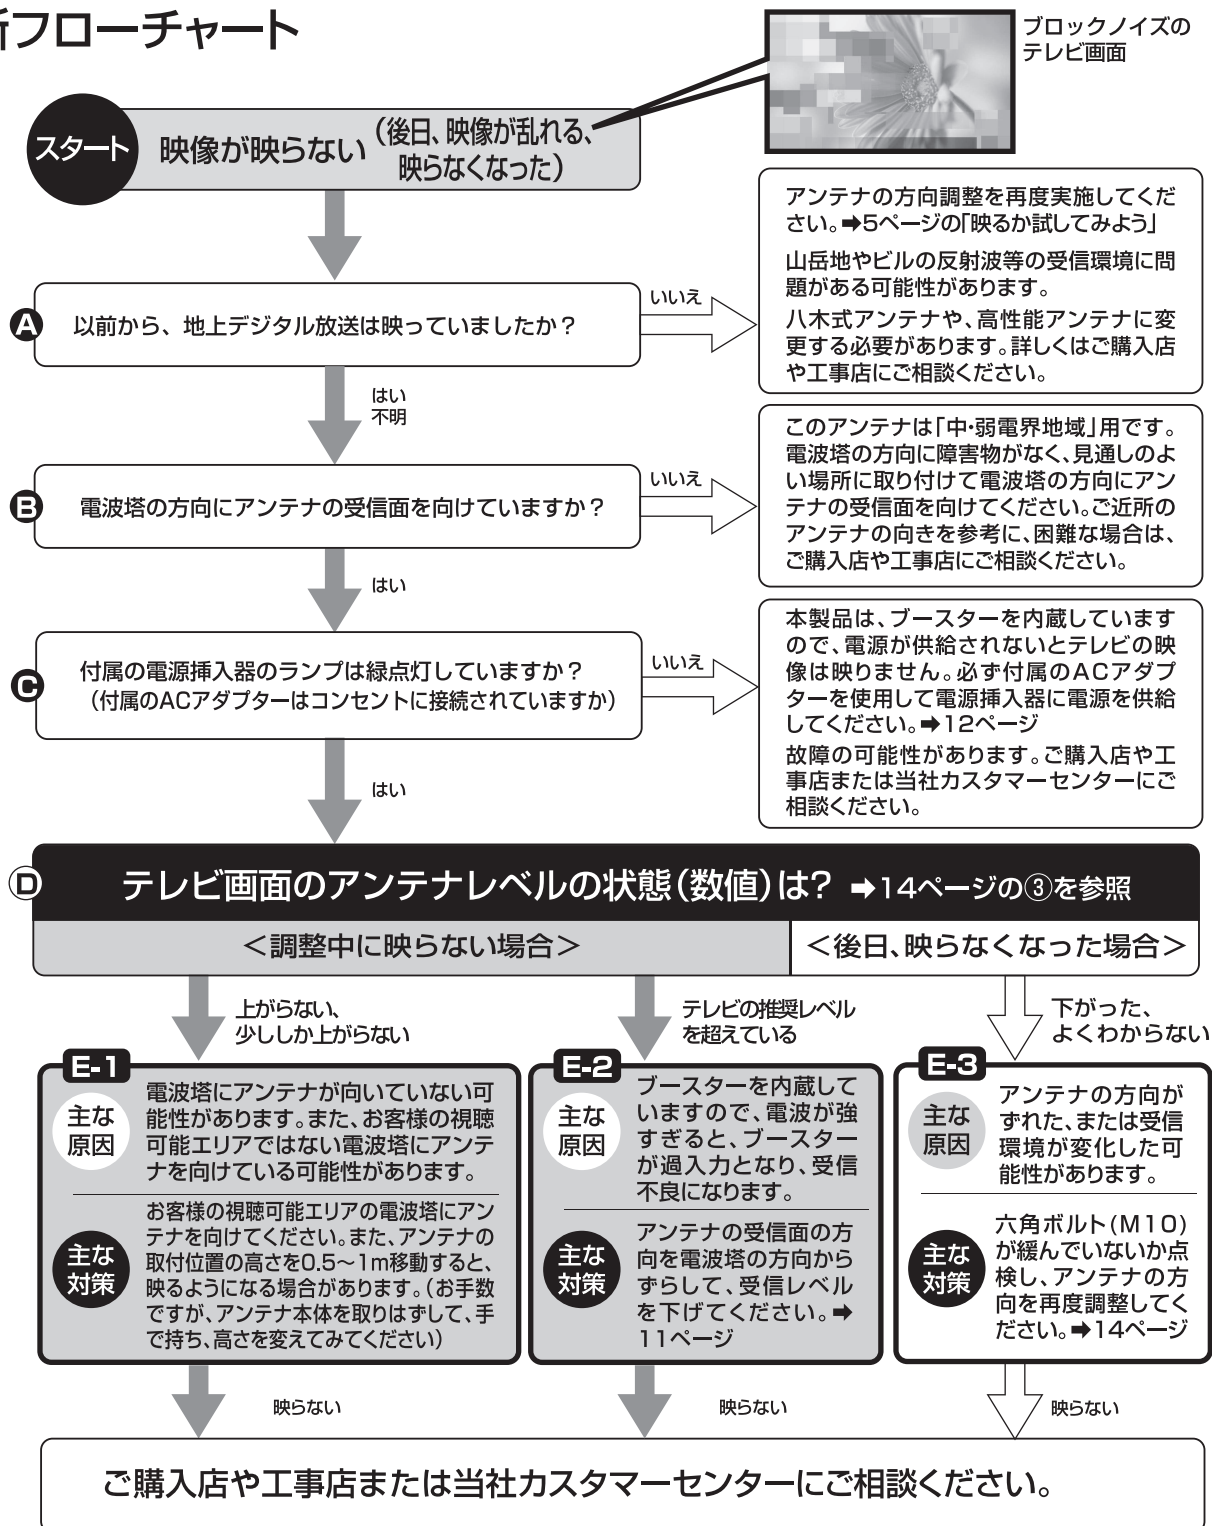 フローチャート
ブロックノイズの
テレビ画面
スタート
映像が映らない(後日、映像が乱れる、
映らなくなった)
A
以前から、地上デジタル放送は映っていましたか?
いいえ
アンテナの方向調整を再度実施してくだ
さい。➡5ページの「映るか試してみよう」
山岳地やビルの反射波等の受信環境に問
題がある可能性があります。
八木式アンテナや、高性能アンテナに変
更する必要があります。詳しくはご購入店
や工事店にご相談ください。
はい
不明
B
電波塔の方向にアンテナの受信面を向けていますか?
いいえ
このアンテナは「中・弱電界地域」用です。
電波塔の方向に障害物がなく、見通しのよ
い場所に取り付けて電波塔の方向にアン
テナの受信面を向けてください。ご近所の
アンテナの向きを参考に、困難な場合は、
ご購入店や工事店にご相談ください。
はい
C
付属の電源挿入器のランプは緑点灯していますか?
(付属のACアダプターはコンセントに接続されていますか)
いいえ
本製品は、ブースターを内蔵しています
ので、電源が供給されないとテレビの映
像は映りません。必ず付属のACアダプ
ターを使用して電源挿入器に電源を供給
してください。➡12ページ
故障の可能性があります。ご購入店や工
事店または当社カスタマーセンターにご
相談ください。
はい
D
テレビ画面のアンテナレベルの状態(数値)は? ➡14ページの③を参照
<調整中に映らない場合>
<後日、映らなくなった場合>
上がらない、
少ししか上がらない
テレビの推奨レベル
を超えている
下がった、
よくわからない
E-1
主な
原因
電波塔にアンテナが向いていない可
能性があります。また、お客様の視聴
可能エリアではない電波塔にアンテ
ナを向けている可能性があります。
主な
対策
お客様の視聴可能エリアの電波塔にアン
テナを向けてください。また、アンテナの
取付位置の高さを0.5〜1m移動すると、
映るようになる場合があります。(お手数
ですが、アンテナ本体を取りはずして、手
で持ち、高さを変えてみてください)
E-2
主な
原因
ブースターを内蔵して
いますので、電波が強
すぎると、ブースター
が過入力となり、受信
不良になります。
主な
対策
アンテナの受信面の方
向を電波塔の方向から
ずらして、受信レベル
を下げてください。➡
11ページ
E-3
主な
原因
アンテナの方向が
ずれた、または受信
環境が変化した可
能性があります。
主な
対策
六角ボルト(M10)
が緩んでいないか点
検し、アンテナの方
向を再度調整してく
ださい。➡14ページ
映らない
映らない
映らない
ご購入店や工事店または当社カスタマーセンターにご相談ください。